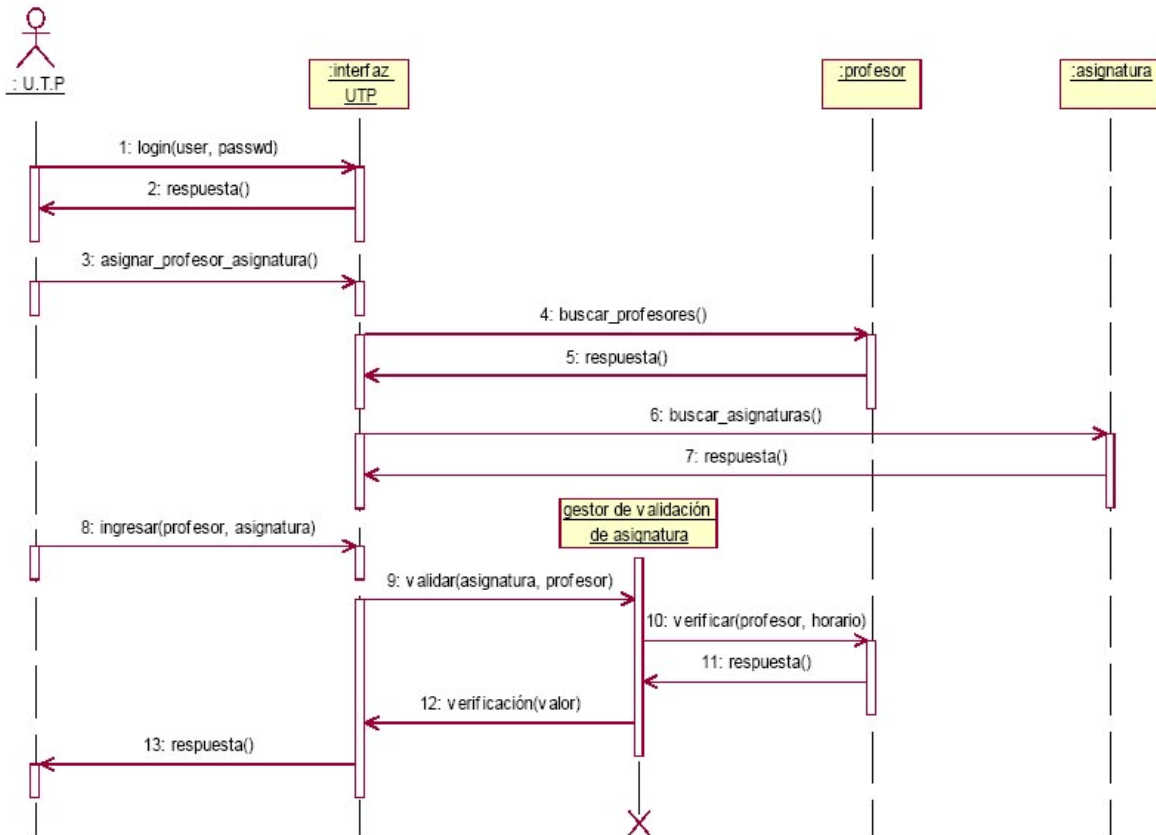 : U.T.P
:interfaz
UTP
:profesor
:asignatura
1: login(user, passwd)
2: respuesta()
3: asignar_profesor_asignatura()
4: buscar_profesores()
5: respuesta()
6: buscar_asignaturas()
7: respuesta()
gestor de validación
de asignatura
8: ingresar(profesor, asignatura)
9: validar(asignatura, profesor)
10: verificar(profesor, horario)
11: respuesta()
12: verificación(valor)
13: respuesta()